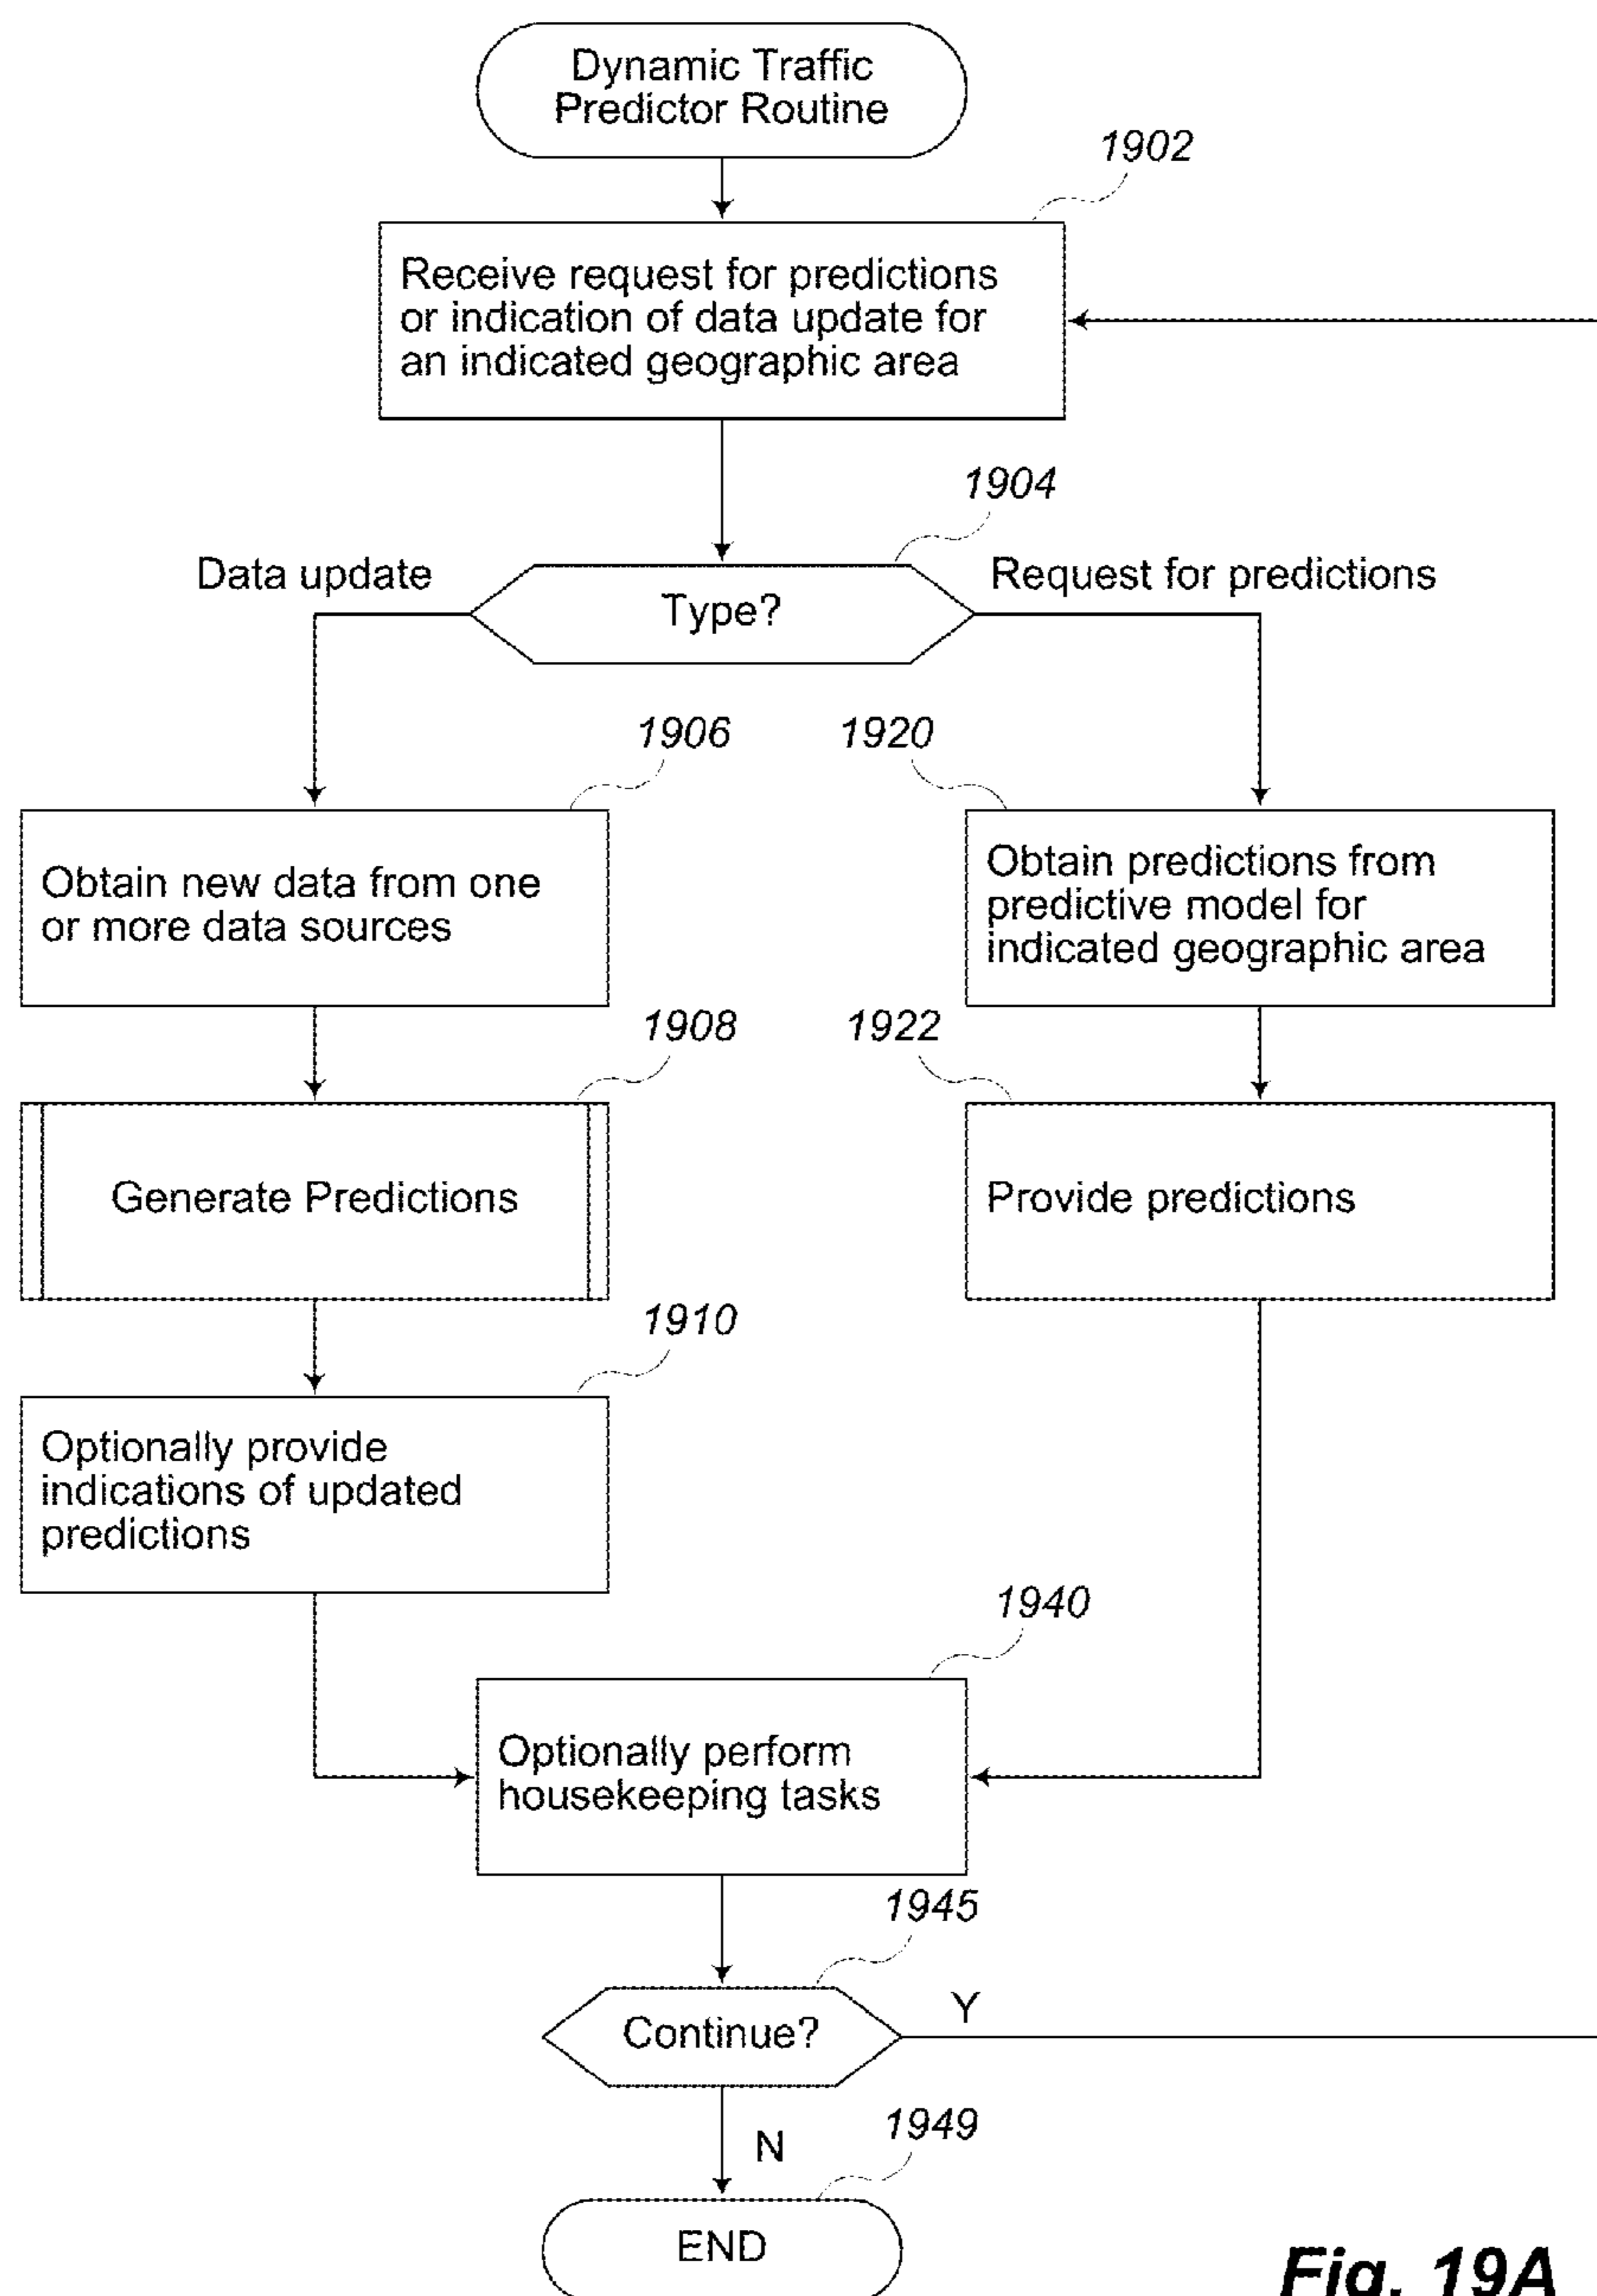 Dynamic Traffic
Predictor Routine
1902
Receive request for predictions
or indication of data update for
an indicated geographic area
1904
Data update
Type?
Request for predictions
1906
1920
Obtain new data from one
or more data sources
Obtain predictions from
predictive model for
indicated geographic area
1908
1922
Generate Predictions
Provide predictions
1910
Optionally provide
indications of updated
predictions
1940
Optionally perform
housekeeping tasks
1945
Continue?
Y
N
1949
END
Fig. 19A